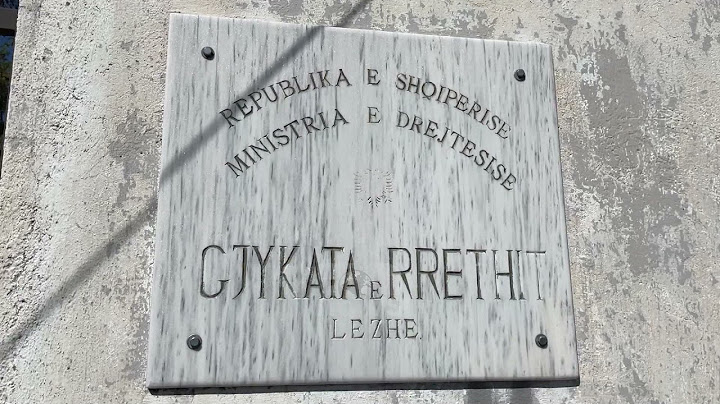 REPUBLIKA E SHQIPERISE
MINISTRIA E DREJTESISE
GJYKATA E RRETHIT
LEZHE